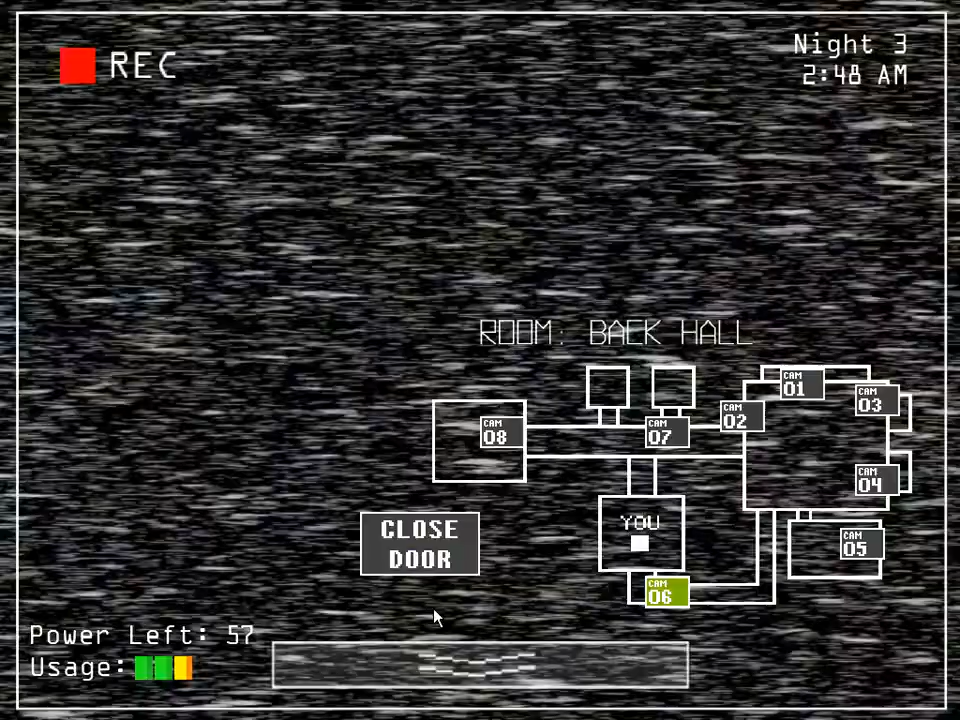 REC
Night 3
2:48 AM
ROOM: BACK HALL
CAM 01
CAM 03
CAM 02
CAM 08
CAM 07
CAM 04
YOU
CLOSE
DOOR
CAM 05
CAM 06
Power Left: 57
Usage: